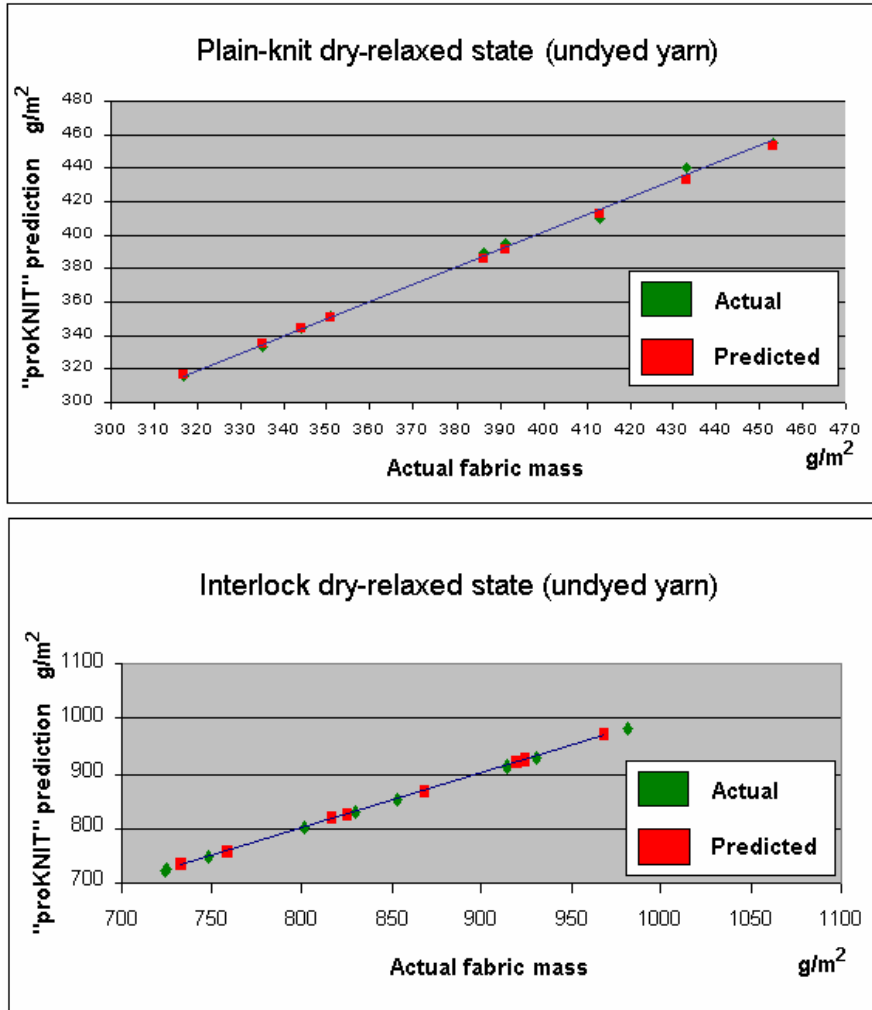 Plain-knit dry-relaxed state (undyed yarn)
"proKNIT" prediction g/m²
480
460
440
420
400
380
360
340
320
300
300 310 320 330 340 350 360 370 380 390 400 410 420 430 440 450 460 470
Actual
Predicted
Actual fabric mass
g/m²
Interlock dry-relaxed state (undyed yarn)
"proKNIT" prediction g/m²
1100
1000
900
800
700
700 750 800 850 900 950 1000 1050 1100
Actual
Predicted
Actual fabric mass
g/m²